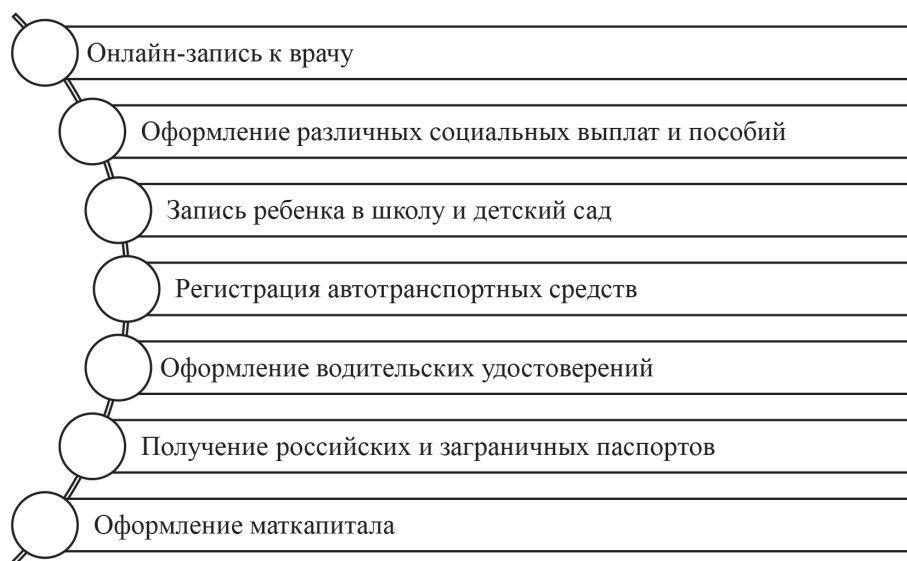 Онлайн-запись к врачу
Оформление различных социальных выплат и пособий
Запись ребенка в школу и детский сад
Регистрация автотранспортных средств
Оформление водительских удостоверений
Получение российских и заграничных паспортов
Оформление маткапитала